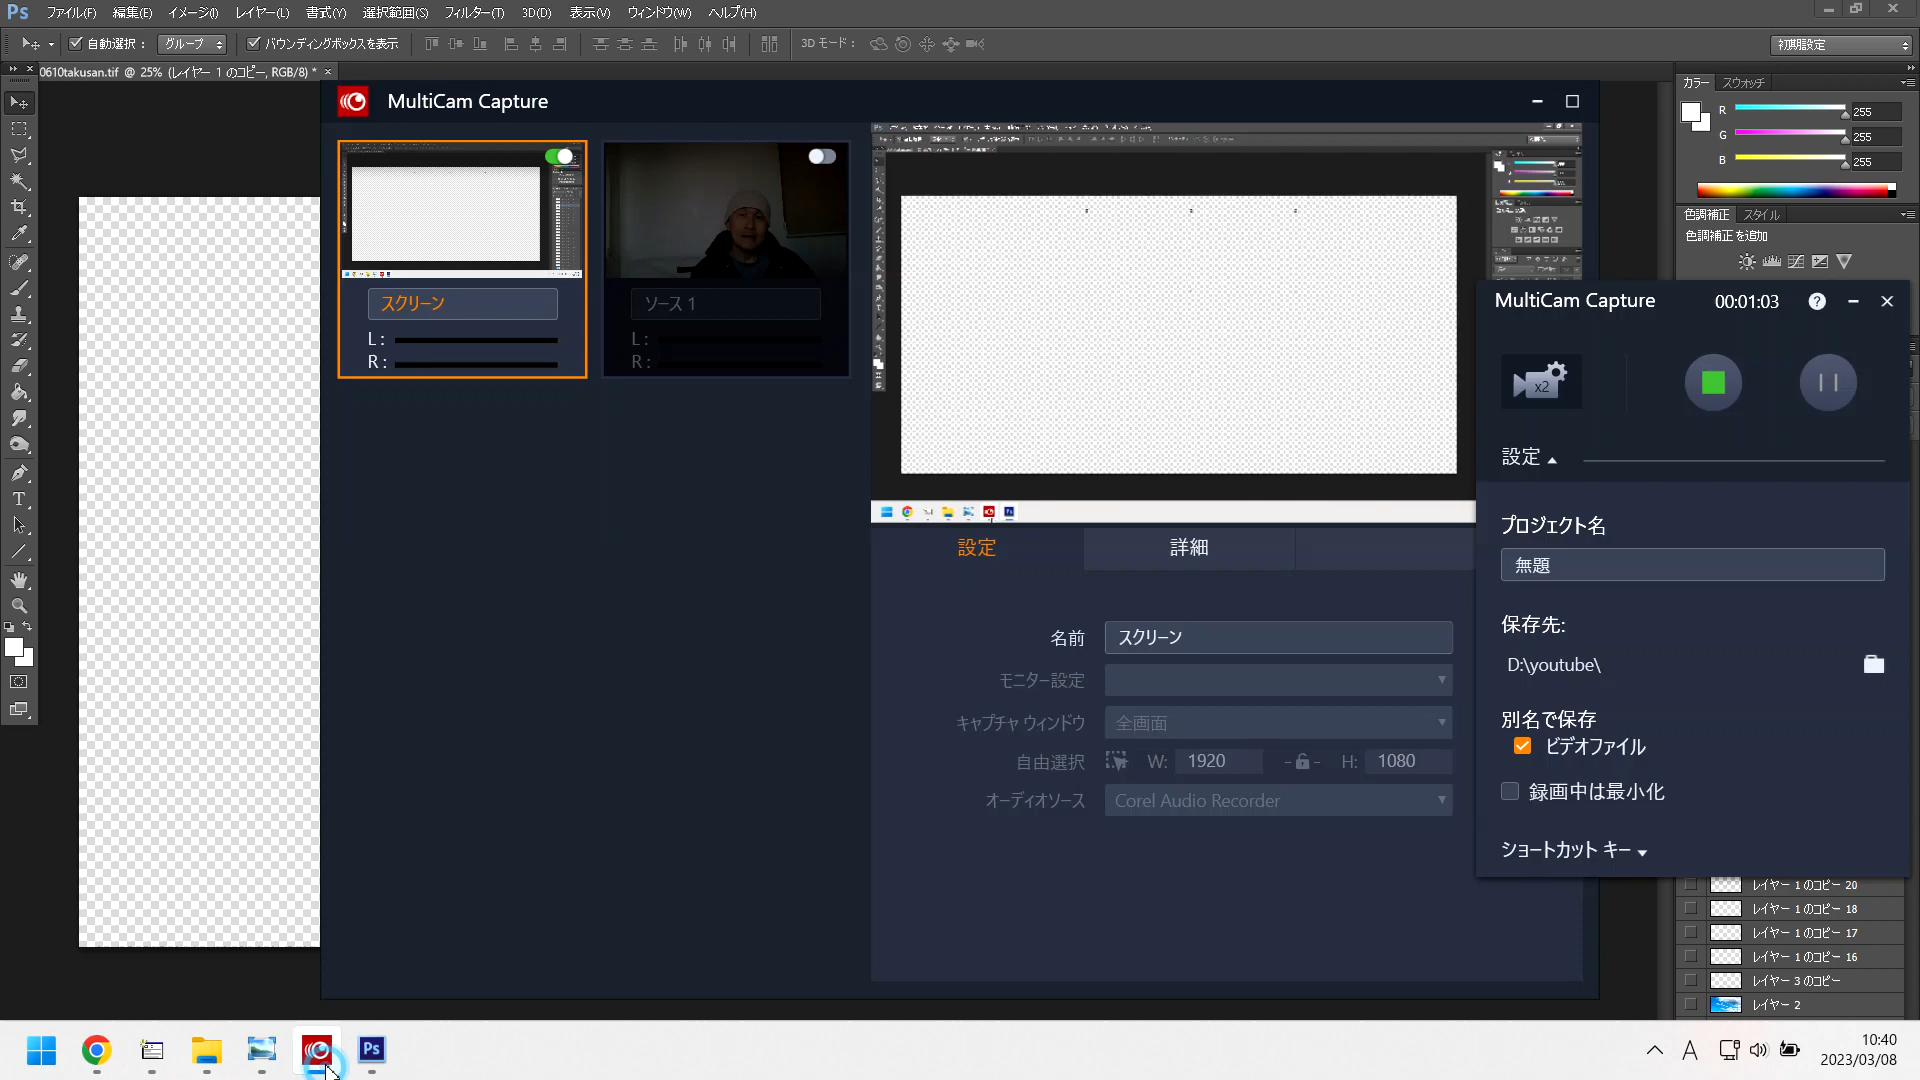 Ps ファイル(F) 編集(E) イメージ(I) レイヤー(L) 書式(Y) 選択範囲(S) フィルター(T) 3D(D) 表示(V) ウィンドウ(W) ヘルプ(H)
自動選択： グループ バウンディングボックスを表示 3D モード： 初期設定
0610takusan.tif @ 25% (レイヤー 1 のコピー, RGB/8) * ×
カラー スウォッチ
R 255
G 255
B 255
色調補正 スタイル
色調補正を追加
MultiCam Capture
スクリーン
L :
R :
ソース 1
L :
R :
設定 詳細
名前 スクリーン
モニター設定
キャプチャ ウィンドウ 全画面
自由選択 W: 1920 H: 1080
オーディオソース Corel Audio Recorder
MultiCam Capture 00:01:03
x2
設定
プロジェクト名
無題
保存先:
D:\youtube\
別名で保存
ビデオファイル
録画中は最小化
ショートカット キー
レイヤー 1 のコピー 20
レイヤー 1 のコピー 18
レイヤー 1 のコピー 17
レイヤー 1 のコピー 16
レイヤー 3 のコピー
レイヤー 2
Ps
A
10:40
2023/03/08